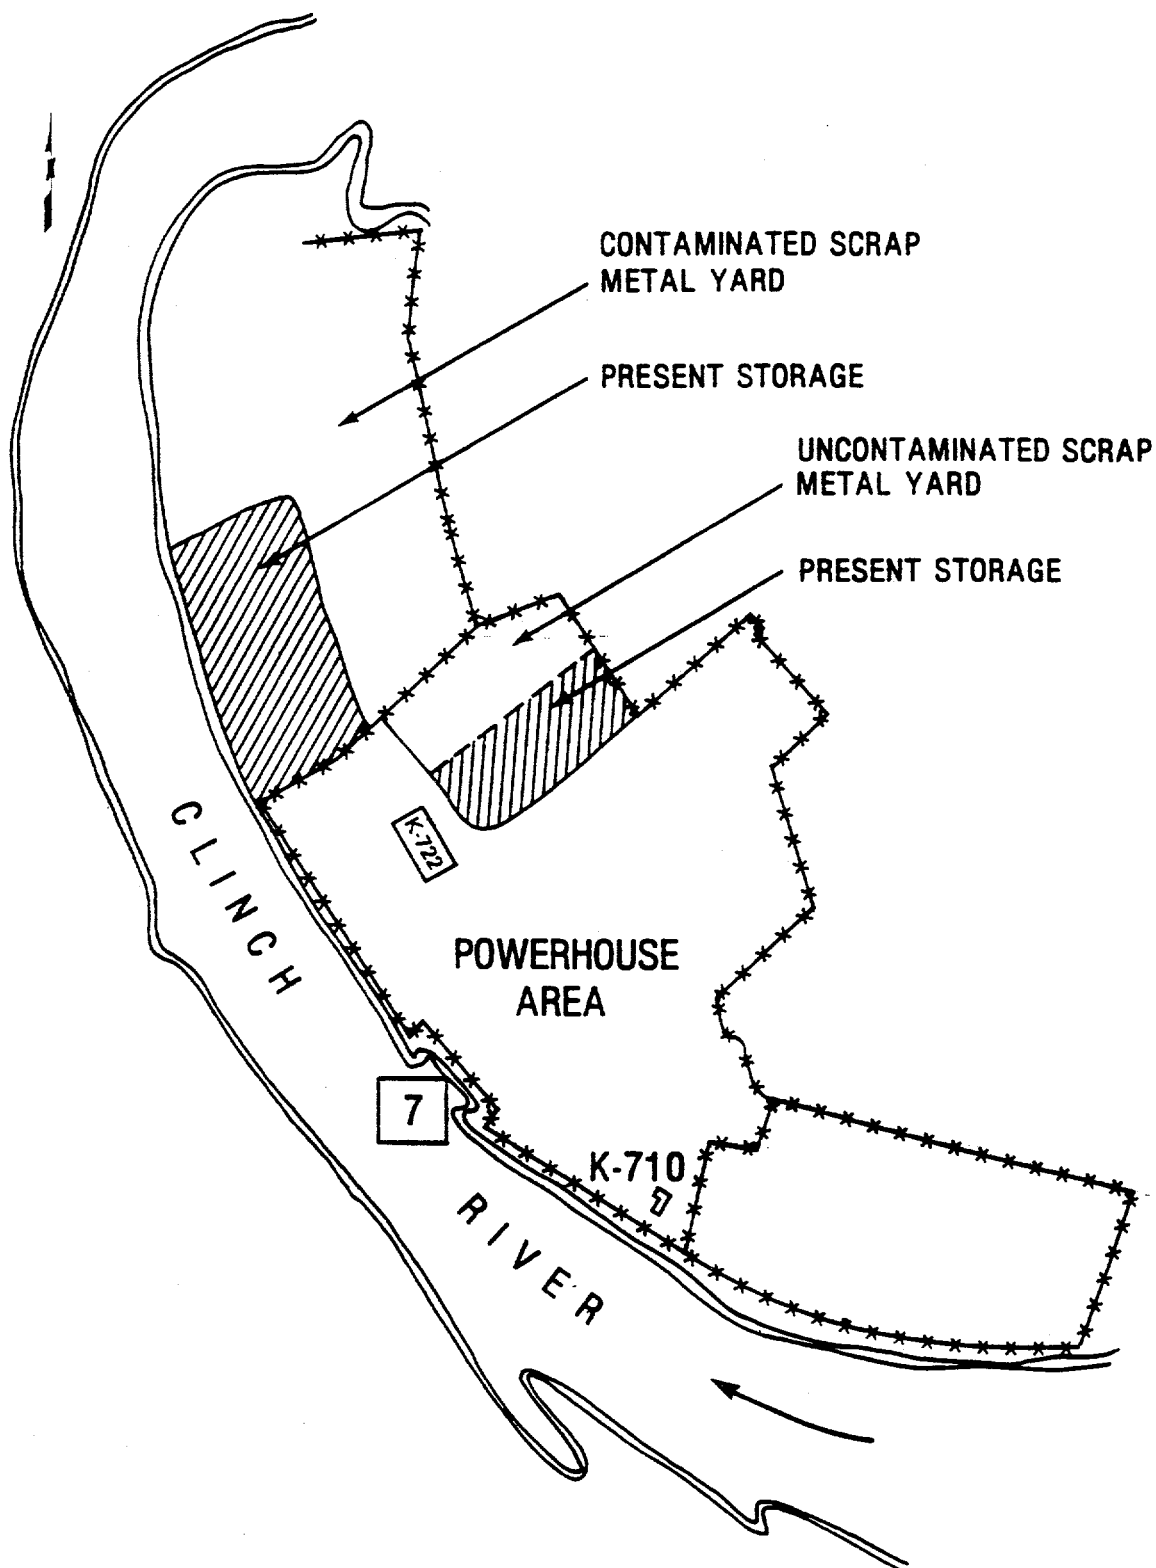 CONTAMINATED SCRAP
METAL YARD
PRESENT STORAGE
UNCONTAMINATED SCRAP
METAL YARD
PRESENT STORAGE
K-722
CLINCH
POWERHOUSE
AREA
7
K-710
RIVER